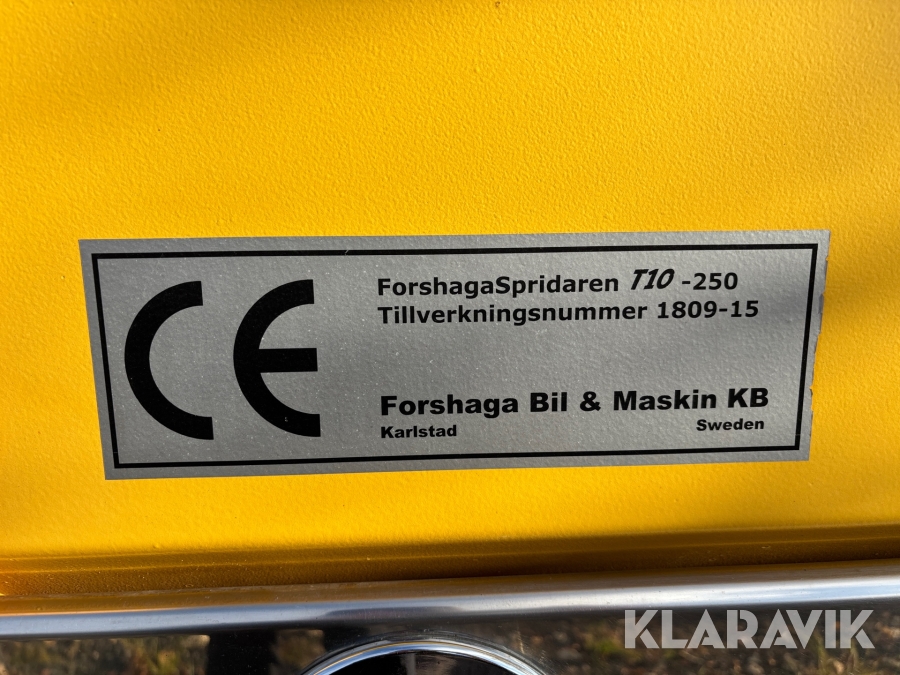 CE
ForshagaSpridaren T10 -250
Tillverkningsnummer 1809-15
Forshaga Bil & Maskin KB
Karlstad Sweden
KLARAVIK